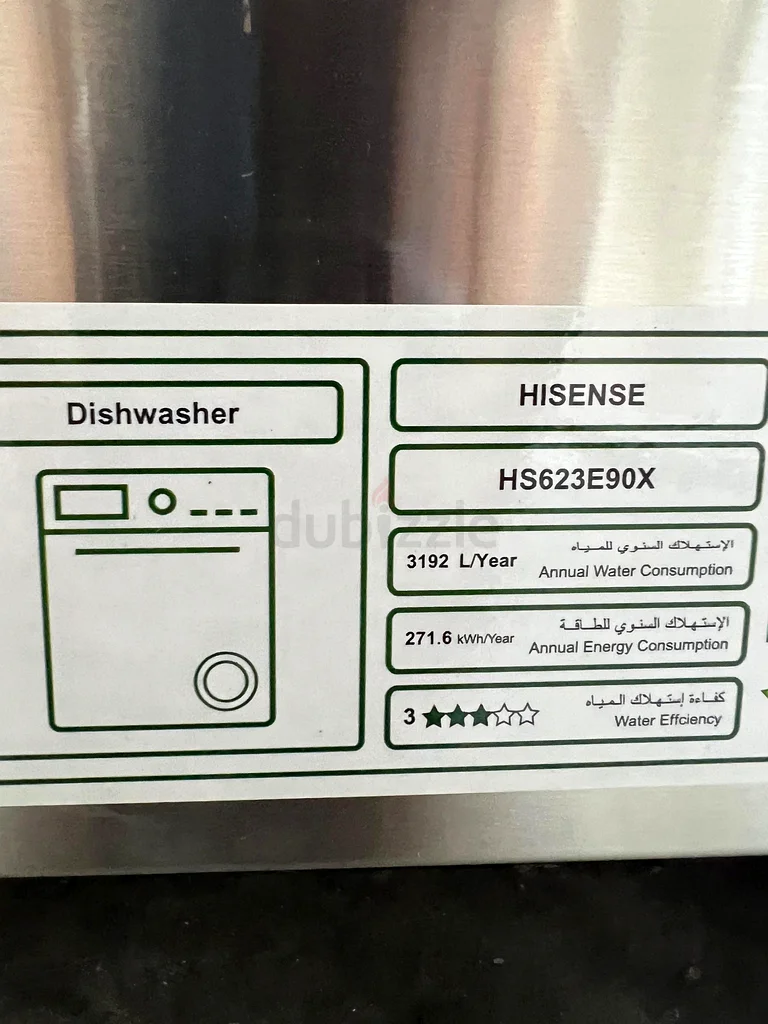 Dishwasher
HISENSE
HS623E90X
dubizzle
3192 L/Year
الإستهلاك السنوي للمياه
Annual Water Consumption
271.6 kWh/Year
الإستهلاك السنوي للطاقة
Annual Energy Consumption
3
كفاءة إستهلاك المياه
Water Effciency